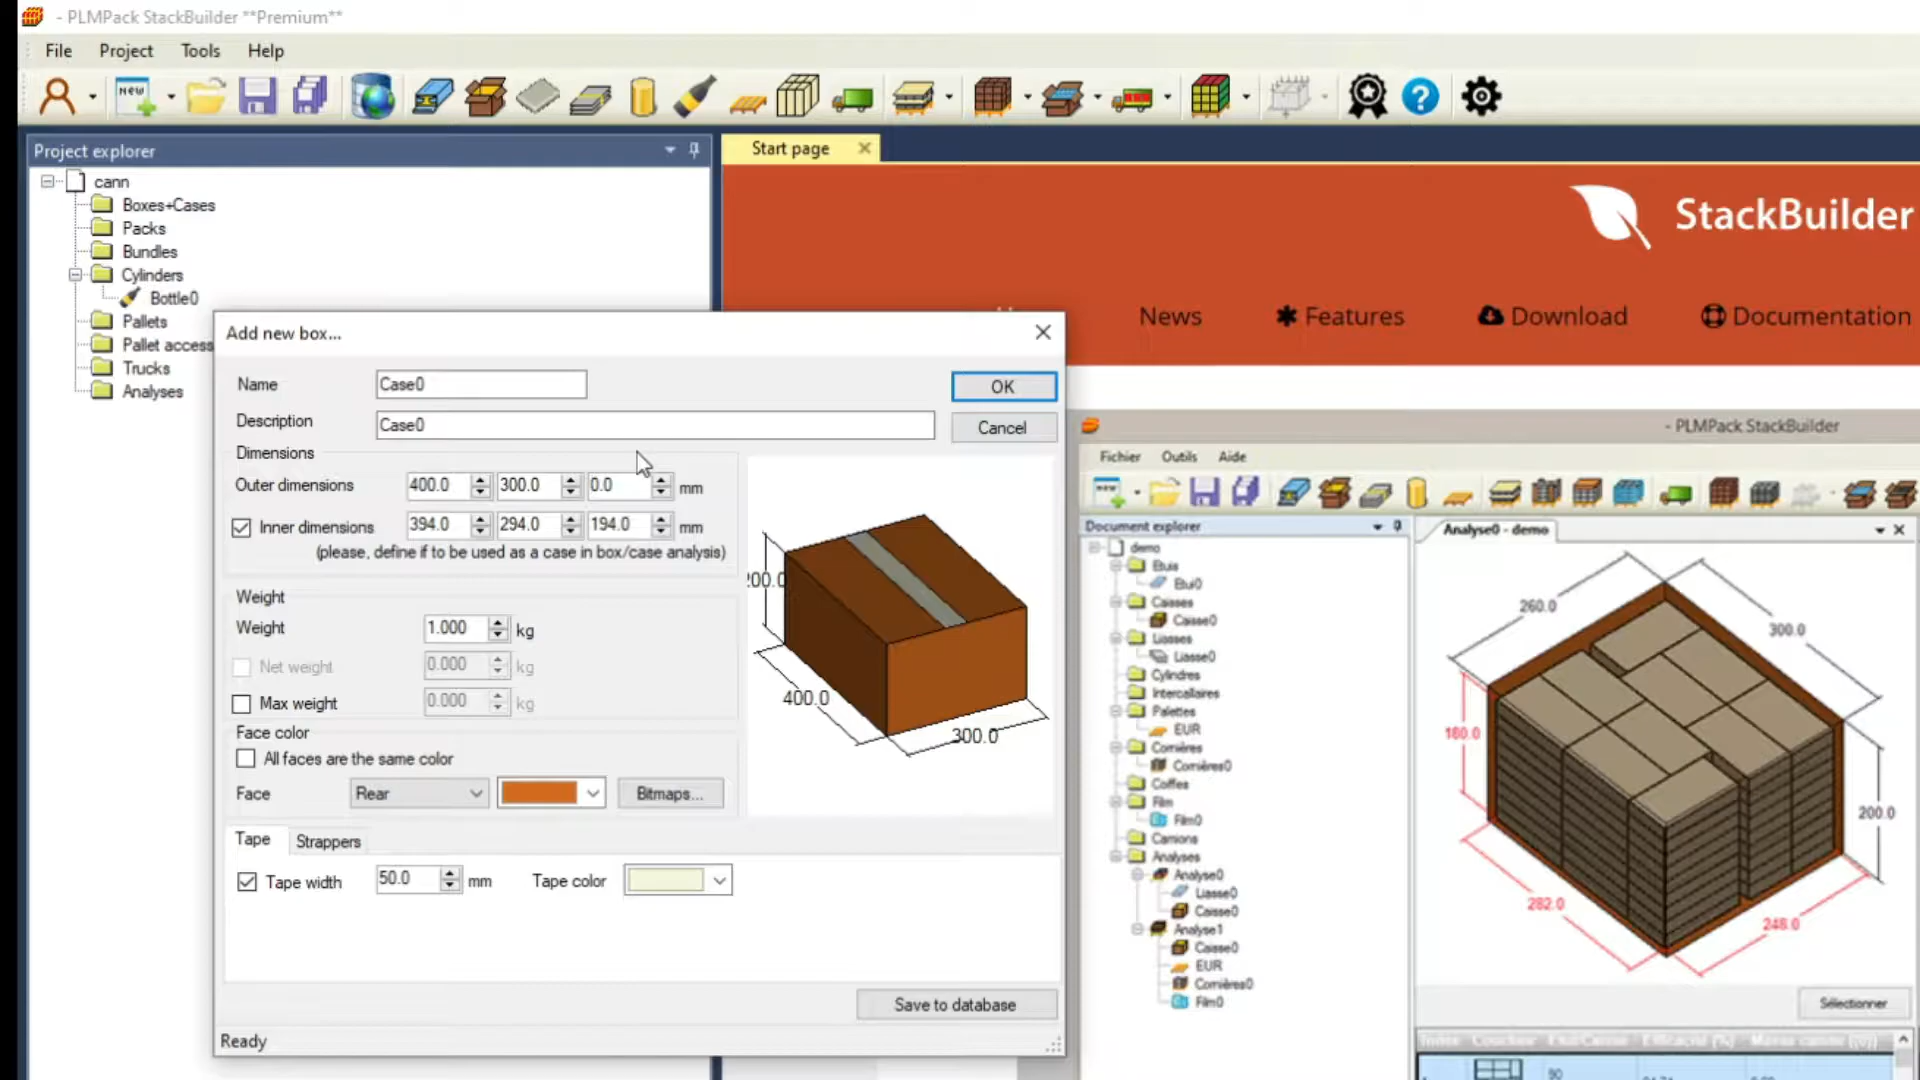 - PLMPack StackBuilder **Premium**
File Project Tools Help
NEW
Project explorer
Start page
cann
Boxes+Cases
Packs
Bundles
Cylinders
Bottle0
Pallets
Pallet access
Trucks
Analyses
StackBuilder
News Features Download Documentation
Add new box...
Name Case0 OK
Description Case0 Cancel
Dimensions
Outer dimensions 400.0 300.0 0.0 mm
Inner dimensions 394.0 294.0 194.0 mm
(please, define if to be used as a case in box/case analysis)
Weight
Weight 1.000 kg
Net weight 0.000 kg
Max weight 0.000 kg
Face color
All faces are the same color
Face Rear Bitmaps...
Tape Strappers
Tape width 50.0 mm Tape color
Save to database
Ready
200.0
400.0
300.0
- PLMPack StackBuilder
Fichier Outils Aide
Document explorer
Analyse0 - demo
demo
Etuis
Etui0
Caisses
Caisse0
Liasses
Liasse0
Cylindres
Intercallaires
Palettes
EUR
Cornières
Cornières0
Coiffes
Film
Film0
Camions
Analyses
Analyse0
Liasse0
Caisse0
Analyse1
Caisse0
EUR
Cornières0
Film0
260.0
300.0
180.0
200.0
282.0
248.0
Sélectionner
90